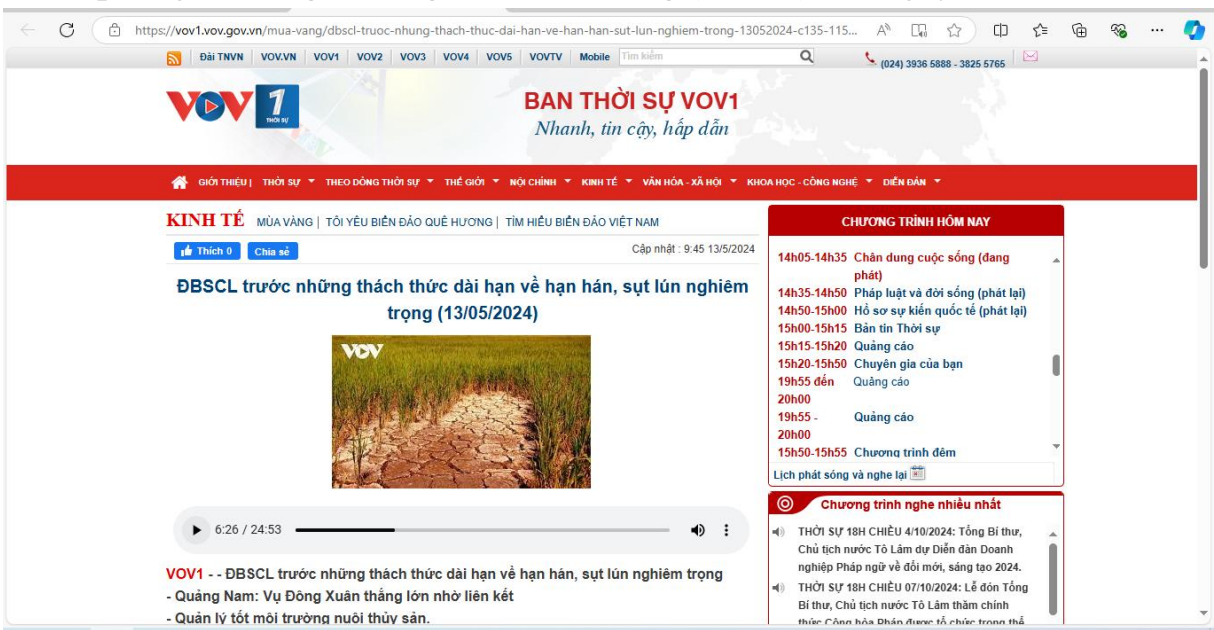 https://vov1.vov.gov.vn/mua-vang/dbscl-truoc-nhung-thach-thuc-dai-han-ve-han-han-sut-lun-nghiem-trong-13052024-c135-115...
Đài TNVN VOV.VN VOV1 VOV2 VOV3 VOV4 VOV5 VOVTV Mobile Tìm kiếm (024) 3936 5888 - 3825 5765
VOV 1
THỜI SỰ
BAN THỜI SỰ VOV1
Nhanh, tin cậy, hấp dẫn
GIỚI THIỆU | THỜI SỰ THEO DÒNG THỜI SỰ THẾ GIỚI NỘI CHÍNH KINH TẾ VĂN HÓA - XÃ HỘI KHOA HỌC - CÔNG NGHỆ DIỄN ĐÀN
KINH TẾ MÙA VÀNG | TÔI YÊU BIỂN ĐẢO QUÊ HƯƠNG | TÌM HIỂU BIỂN ĐẢO VIỆT NAM
Thích 0 Chia sẻ Cập nhật : 9:45 13/5/2024
ĐBSCL trước những thách thức dài hạn về hạn hán, sụt lún nghiêm
trọng (13/05/2024)
VOV
6:26 / 24:53
VOV1 - - ĐBSCL trước những thách thức dài hạn về hạn hán, sụt lún nghiêm trọng
- Quảng Nam: Vụ Đông Xuân thắng lớn nhờ liên kết
- Quản lý tốt môi trường nuôi thủy sản.
CHƯƠNG TRÌNH HÔM NAY
14h05-14h35 Chân dung cuộc sống (đang
phát)
14h35-14h50 Pháp luật và đời sống (phát lại)
14h50-15h00 Hồ sơ sự kiến quốc tế (phát lại)
15h00-15h15 Bản tin Thời sự
15h15-15h20 Quảng cáo
15h20-15h50 Chuyên gia của bạn
19h55 đến Quảng cáo
20h00
19h55 - Quảng cáo
20h00
15h50-15h55 Chương trình đệm
Lịch phát sóng và nghe lại
Chương trình nghe nhiều nhất
THỜI SỰ 18H CHIỀU 4/10/2024: Tổng Bí thư,
Chủ tịch nước Tô Lâm dự Diễn đàn Doanh
nghiệp Pháp ngữ về đổi mới, sáng tạo 2024.
THỜI SỰ 18H CHIỀU 07/10/2024: Lễ đón Tổng
Bí thư, Chủ tịch nước Tô Lâm thăm chính
thức Cộng hòa Pháp được tổ chức trọng thể